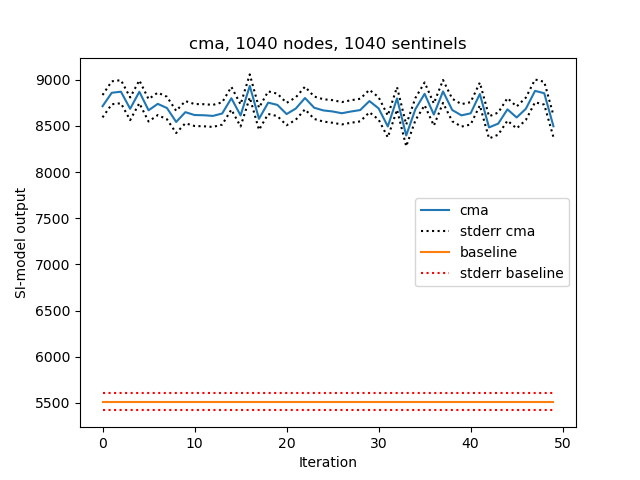 cma, 1040 nodes, 1040 sentinels
SI-model output
9000
8500
8000
7500
7000
6500
6000
5500
cma
stderr cma
baseline
stderr baseline
0
10
20
30
40
50
Iteration